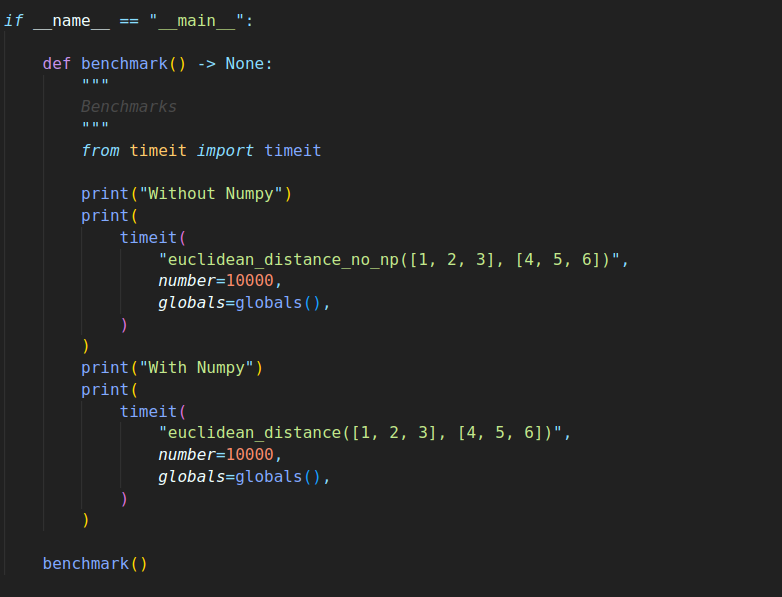 if __name__ == "__main__":
def benchmark() -> None:
"""
Benchmarks
"""
from timeit import timeit
print("Without Numpy")
print(
timeit(
"euclidean_distance_no_np([1, 2, 3], [4, 5, 6])",
number=10000,
globals=globals(),
)
)
print("With Numpy")
print(
timeit(
"euclidean_distance([1, 2, 3], [4, 5, 6])",
number=10000,
globals=globals(),
)
)
benchmark()